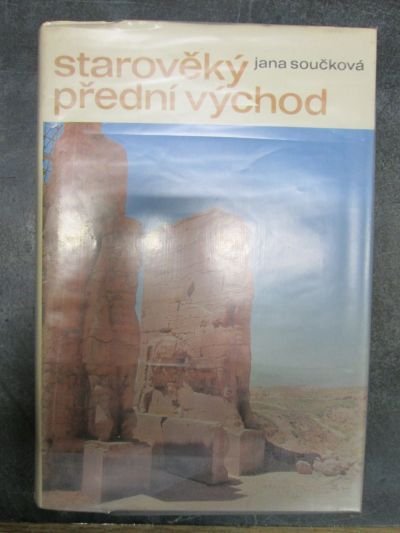 starověký jana součková
přední východ